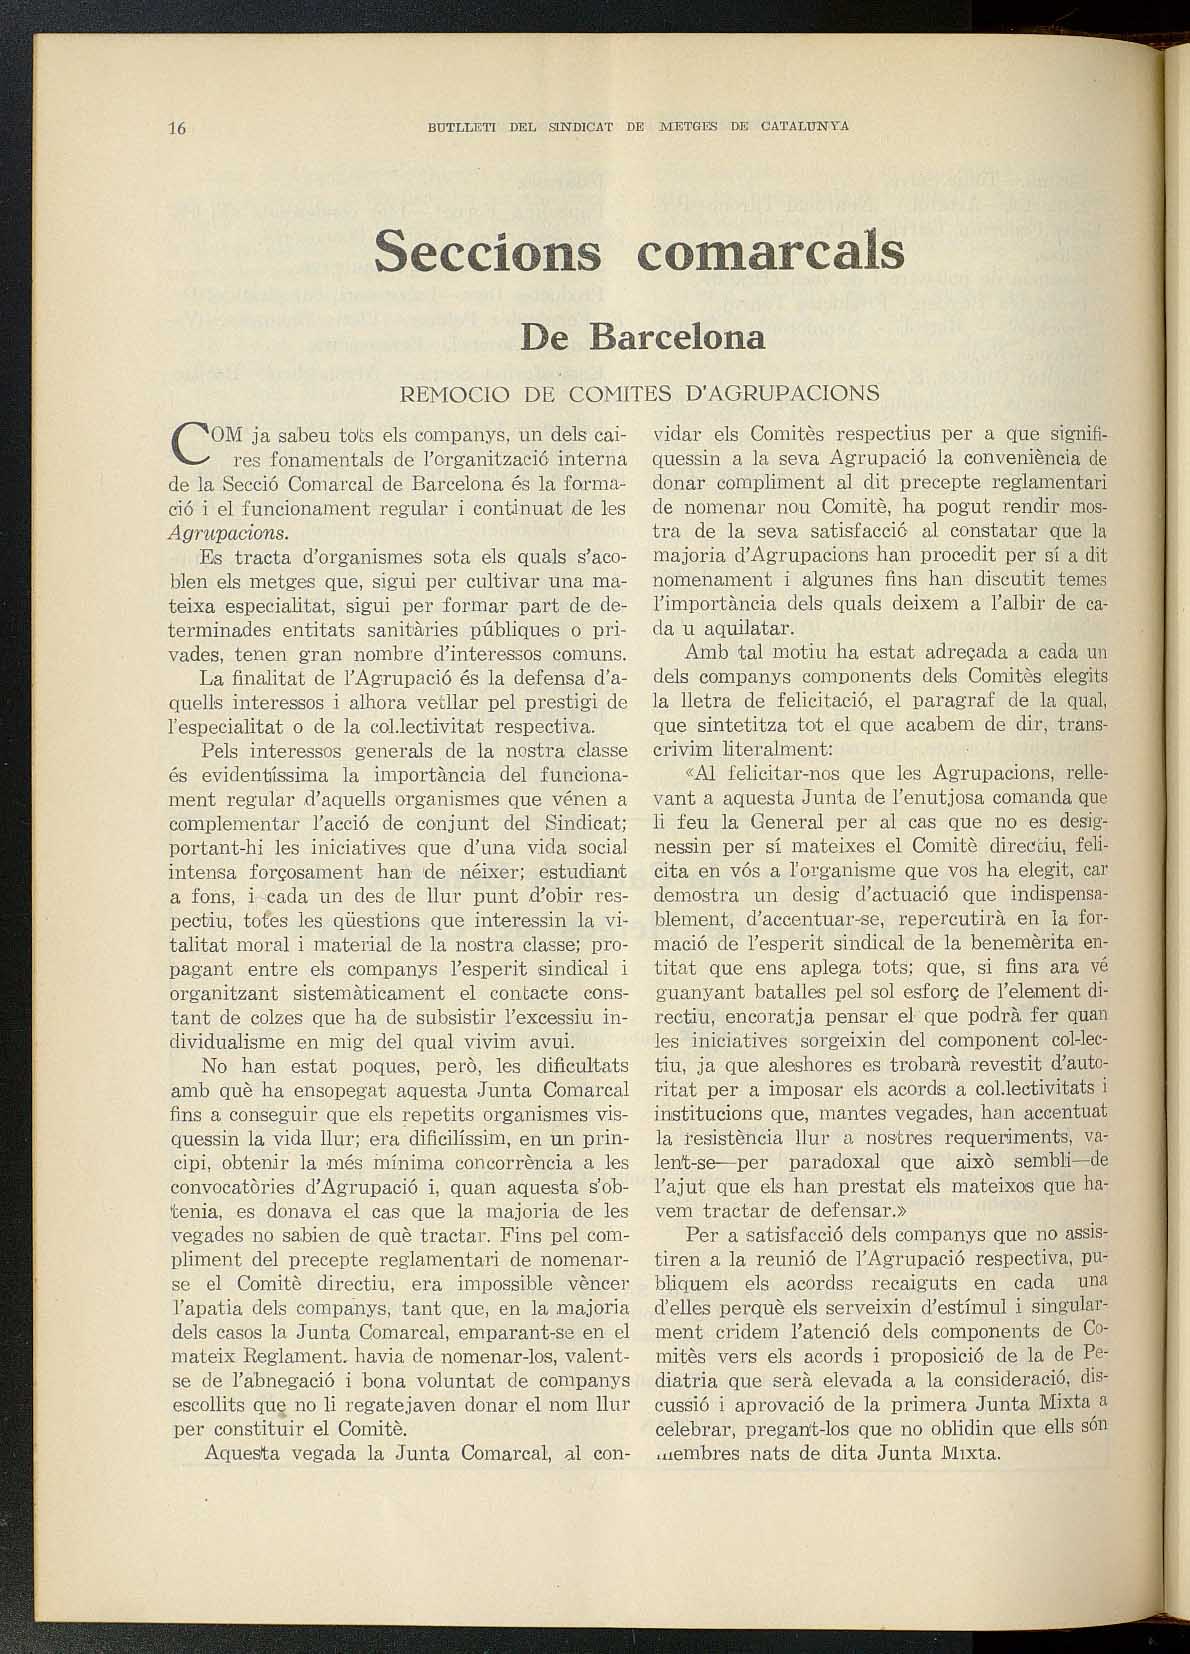 16
BUTLLETI DEL SINDICAT DE METGES DE CATALUNYA
Seccions comarcals
De Barcelona
REMOCIO DE COMITES D'AGRUPACIONS
COM ja sabeu tots els companys, un dels cai-
res fonamentals de l'organització interna
de la Secció Comarcal de Barcelona és la forma-
ció i el funcionament regular i continuat de les
Agrupacions.
Es tracta d'organismes sota els quals s'aco-
blen els metges que, sigui per cultivar una ma-
teixa especialitat, sigui per formar part de de-
terminades entitats sanitàries públiques o pri-
vades, tenen gran nombre d'interessos comuns.
La finalitat de l'Agrupació és la defensa d'a-
quells interessos i alhora vetllar pel prestigi de
l'especialitat o de la col.lectivitat respectiva.
Pels interessos generals de la nostra classe
és evidentíssima la importància del funciona-
ment regular d'aquells organismes que vénen a
complementar l'acció de conjunt del Sindicat;
portant-hi les iniciatives que d'una vida social
intensa forçosament han de néixer; estudiant
a fons, i cada un des de llur punt d'obir res-
pectiu, totes les qüestions que interessin la vi-
talitat moral i material de la nostra classe; pro-
pagant entre els companys l'esperit sindical i
organitzant sistemàticament el contacte cons-
tant de colzes que ha de subsistir l'excessiu in-
dividualisme en mig del qual vivim avui.
No han estat poques, però, les dificultats
amb què ha ensopegat aquesta Junta Comarcal
fins a conseguir que els repetits organismes vis-
quessin la vida llur; era dificilíssim, en un prin-
cipi, obtenir la més mínima concorrència a les
convocatòries d'Agrupació i, quan aquesta s'ob-
tenia, es donava el cas que la majoria de les
vegades no sabien de què tractar. Fins pel com-
pliment del precepte reglamentari de nomenar-
se el Comitè directiu, era impossible vèncer
l'apatia dels companys, tant que, en la majoria
dels casos la Junta Comarcal, emparant-se en el
mateix Reglament. havia de nomenar-los, valent-
se de l'abnegació i bona voluntat de companys
escollits que no li regatejaven donar el nom llur
per constituir el Comitè.
Aquesta vegada la Junta Comarcal, al con-
vidar els Comitès respectius per a que signifi-
quessin a la seva Agrupació la conveniència de
donar compliment al dit precepte reglamentari
de nomenar nou Comitè, ha pogut rendir mos-
tra de la seva satisfacció al constatar que la
majoria d'Agrupacions han procedit per sí a dit
nomenament i algunes fins han discutit temes
l'importància dels quals deixem a l'albir de ca-
da u aquilatar.
Amb tal motiu ha estat adreçada a cada un
dels companys components dels Comitès elegits
la lletra de felicitació, el paragraf de la qual,
que sintetitza tot el que acabem de dir, trans-
crivim literalment:
«Al felicitar-nos que les Agrupacions, relle-
vant a aquesta Junta de l'enutjosa comanda que
li feu la General per al cas que no es desig-
nessin per sí mateixes el Comitè directiu, feli-
cita en vós a l'organisme que vos ha elegit, car
demostra un desig d'actuació que indispensa-
blement, d'accentuar-se, repercutirà en la for-
mació de l'esperit sindical de la benemèrita en-
titat que ens aplega tots; que, si fins ara vé
guanyant batalles pel sol esforç de l'element di-
rectiu, encoratja pensar el que podrà fer quan
les iniciatives sorgeixin del component col-lec-
tiu, ja que aleshores es trobarà revestit d'auto-
ritat per a imposar els acords a col.lectivitats i
institucions que, mantes vegades, han accentuat
la resistència llur a nostres requeriments, va-
lent-se—per paradoxal que això sembli—de
l'ajut que els han prestat els mateixos que ha-
vem tractar de defensar.»
Per a satisfacció dels companys que no assis-
tiren a la reunió de l'Agrupació respectiva, pu-
bliquem els acordss recaiguts en cada una
d'elles perquè els serveixin d'estímul i singular-
ment cridem l'atenció dels components de Co-
mitès vers els acords i proposició de la de Pe-
diatria que serà elevada a la consideració, dis-
cussió i aprovació de la primera Junta Mixta a
celebrar, pregant-los que no oblidin que ells són
membres nats de dita Junta Mixta.